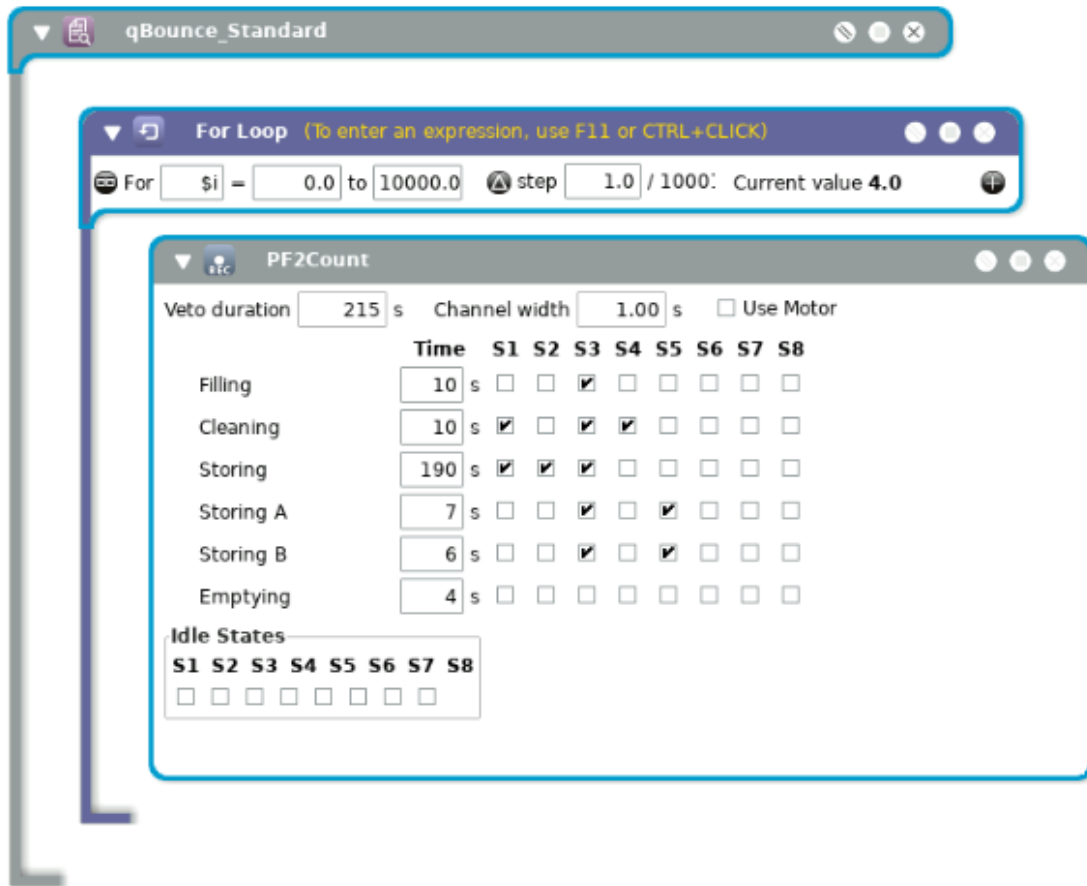 qBounce_Standard
For Loop (To enter an expression, use F11 or CTRL+CLICK)
For $i = 0.0 to 10000.0 step 1.0 / 1000: Current value 4.0
PF2Count
Veto duration 215 s Channel width 1.00 s Use Motor
Time S1 S2 S3 S4 S5 S6 S7 S8
Filling 10 s
Cleaning 10 s
Storing 190 s
Storing A 7 s
Storing B 6 s
Emptying 4 s
Idle States
S1 S2 S3 S4 S5 S6 S7 S8